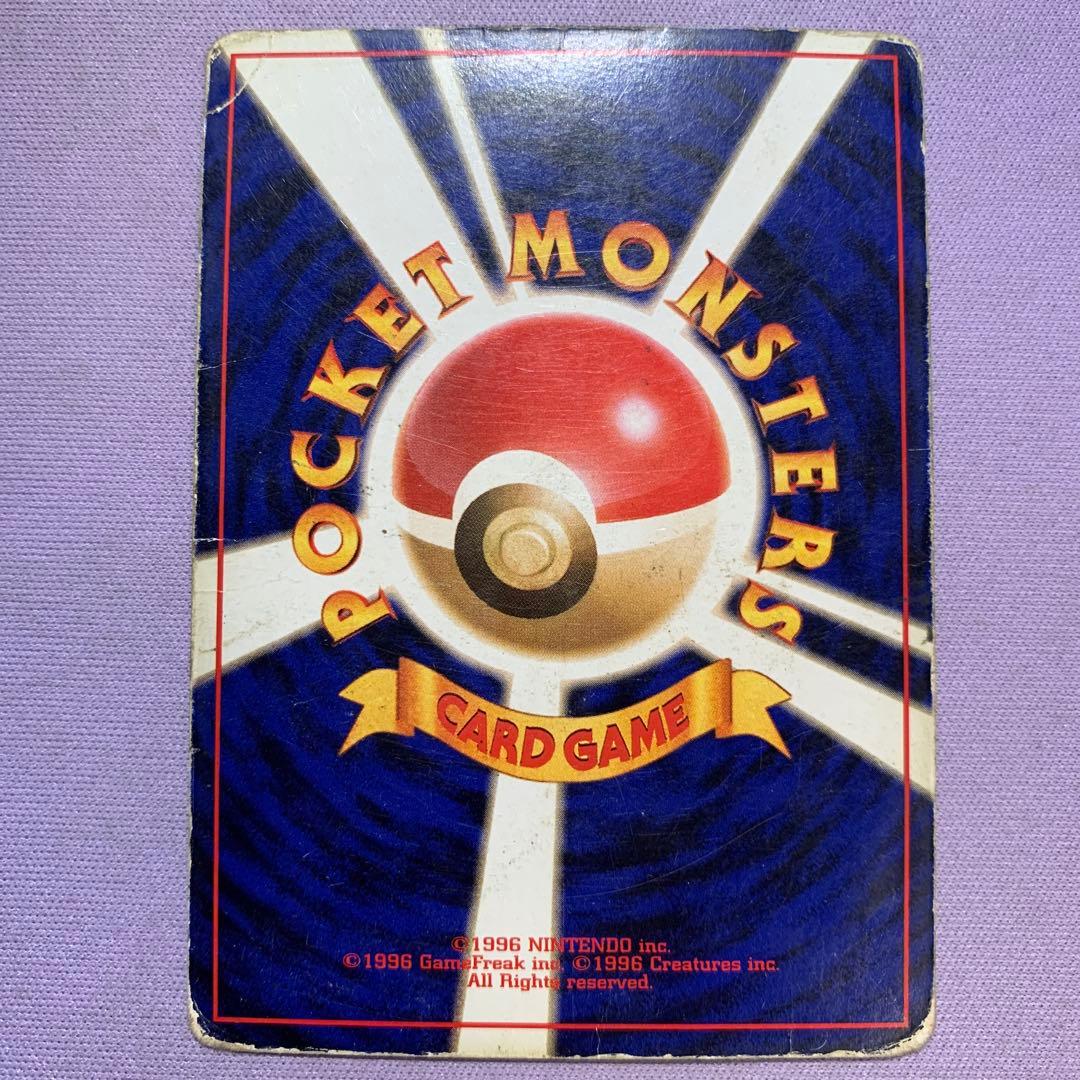 POCKET MONSTERS
CARD GAME
©1996 NINTENDO inc.
©1996 GameFreak inc. ©1996 Creatures inc.
All Rights reserved.